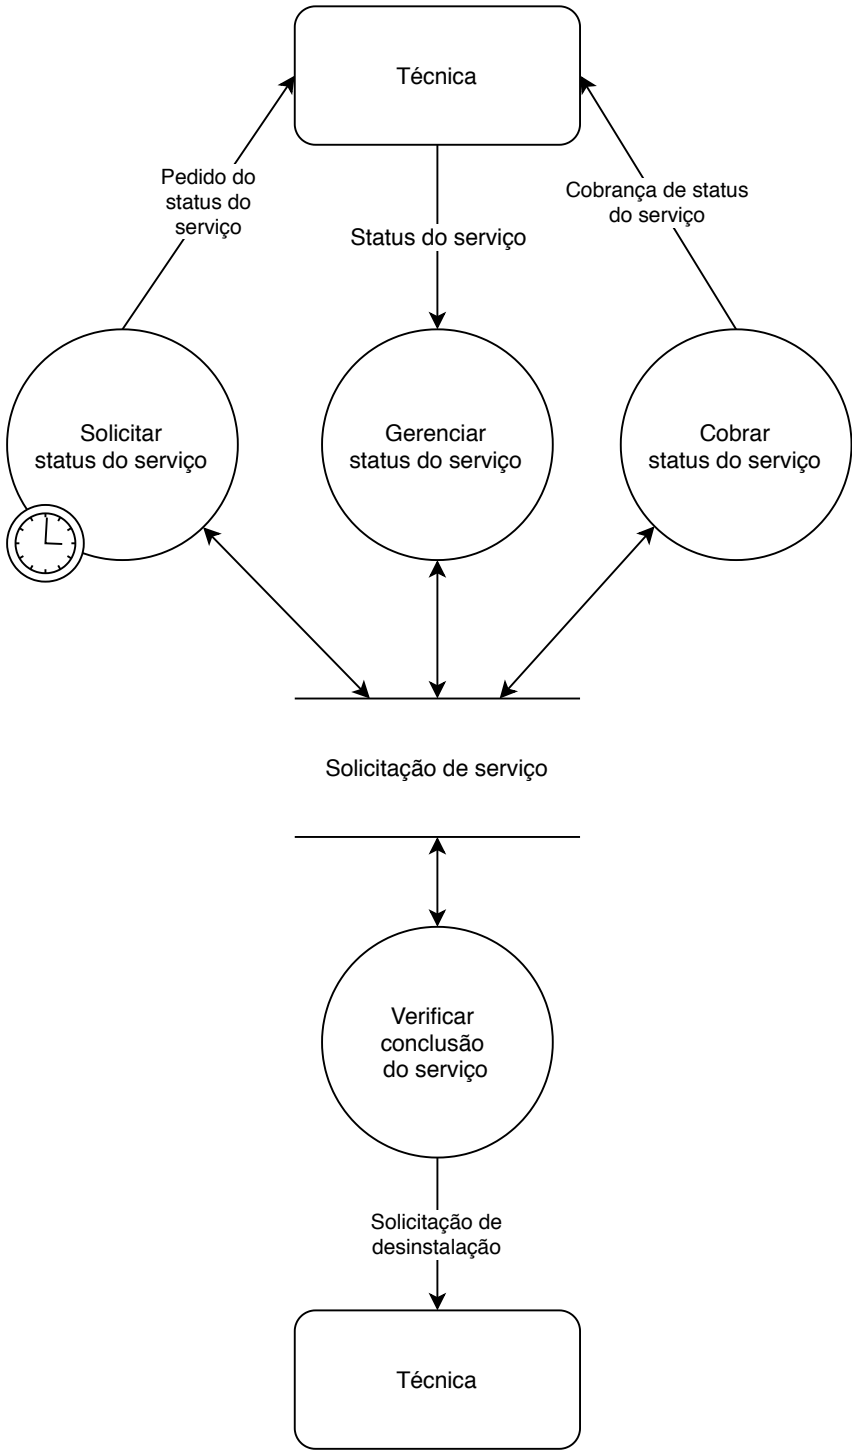 Técnica
Pedido do
status do
serviço
Status do serviço
Cobrança de status
do serviço
Solicitar
status do serviço
Gerenciar
status do serviço
Cobrar
status do serviço
Solicitação de serviço
Verificar
conclusão
do serviço
Solicitação de
desinstalação
Técnica